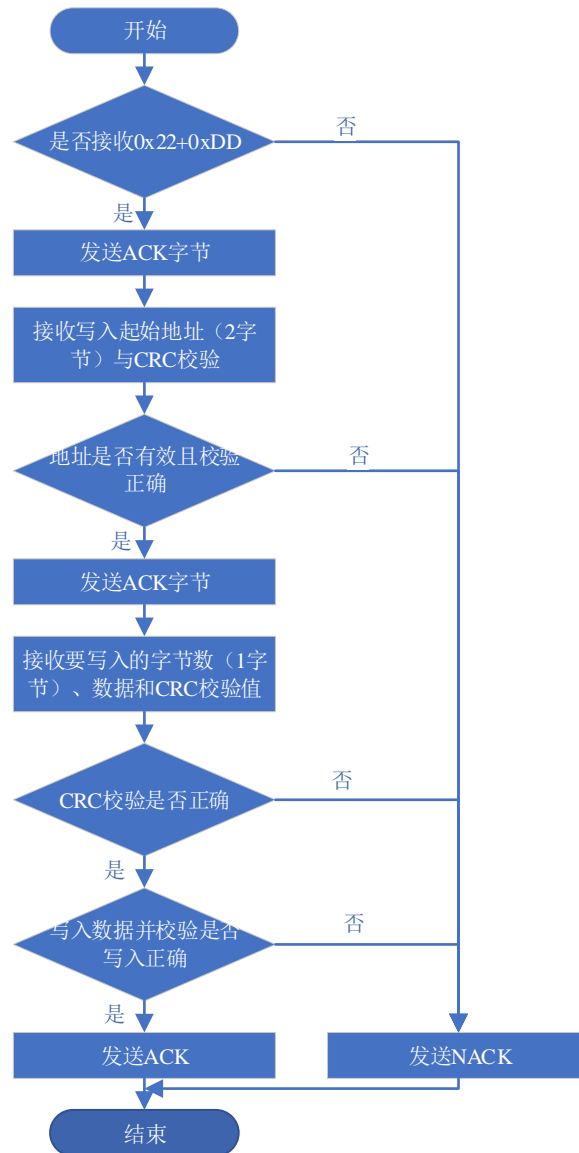 开始
是否接收0x22+0xDD
否
是
发送ACK字节
接收写入起始地址（2字
节）与CRC校验
地址是否有效且校验
正确
否
是
发送ACK字节
接收要写入的字节数（1字
节）、数据和CRC校验值
CRC校验是否正确
否
是
写入数据并校验是否
写入正确
否
是
发送ACK
发送NACK
结束